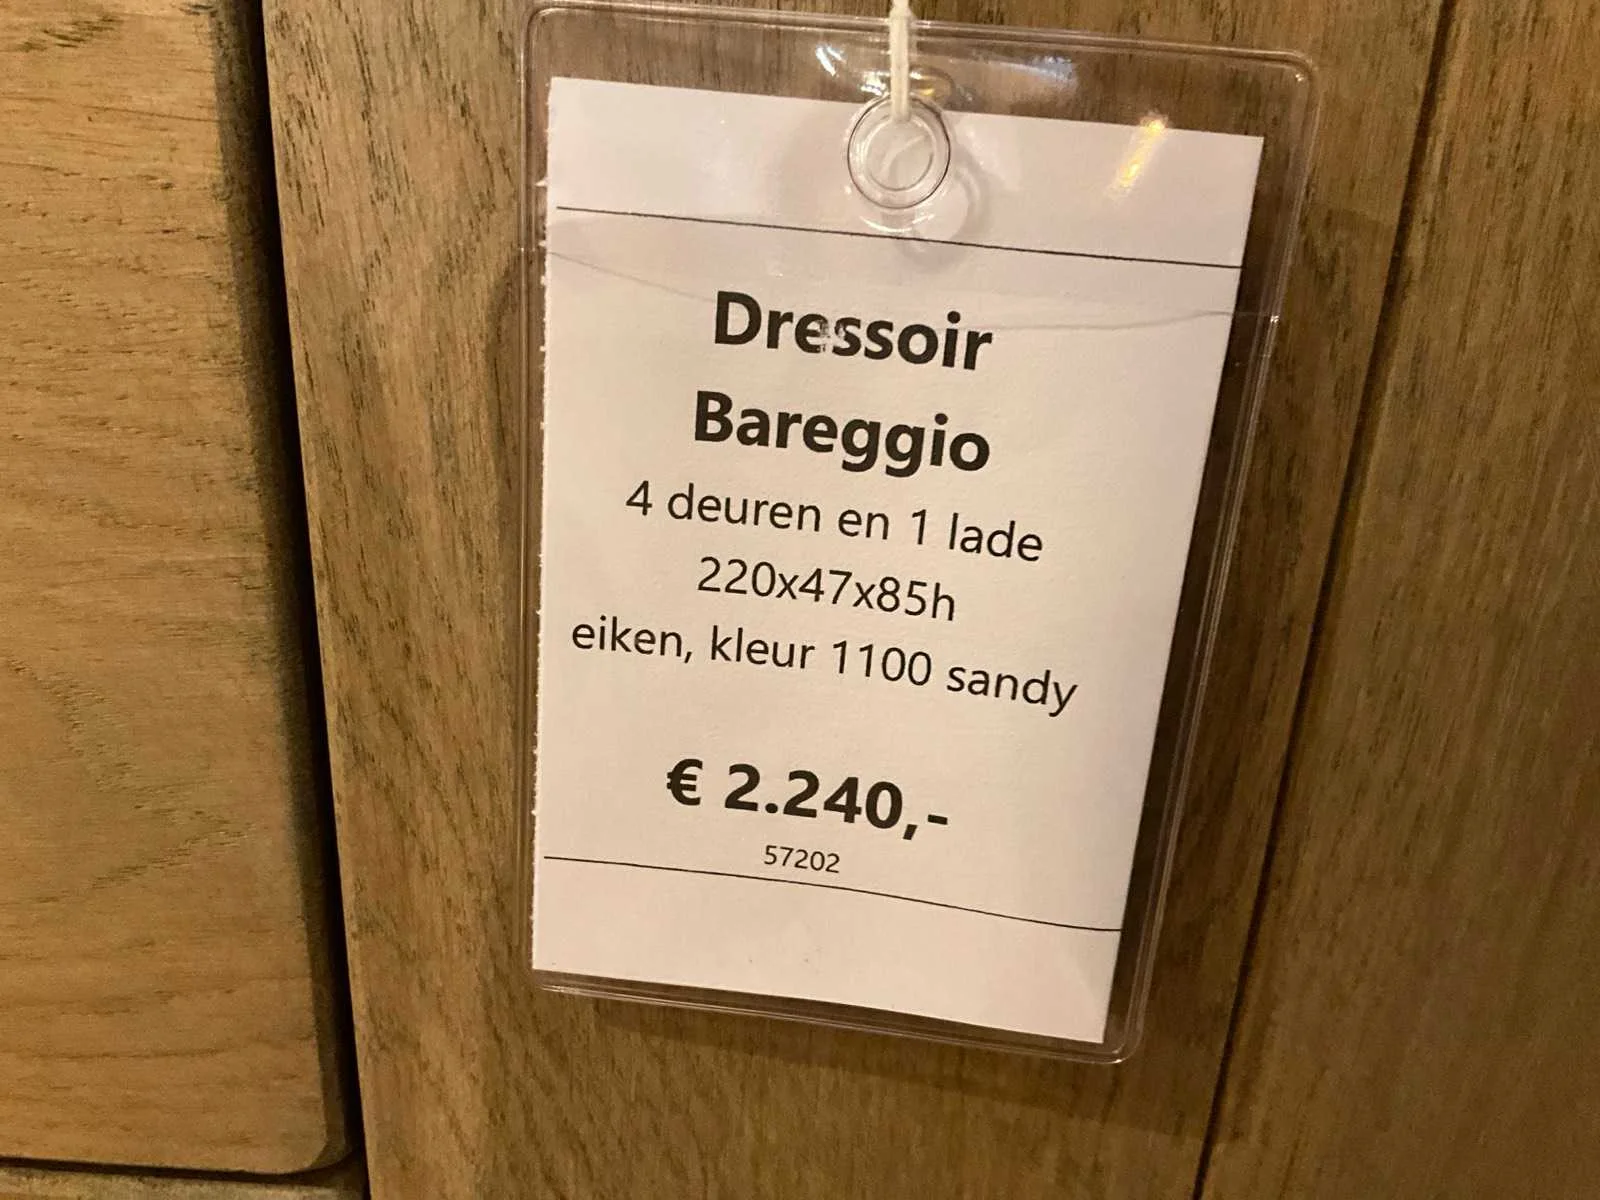 Dressoir
Bareggio
4 deuren en 1 lade
220x47x85h
eiken, kleur 1100 sandy
€ 2.240,-
57202